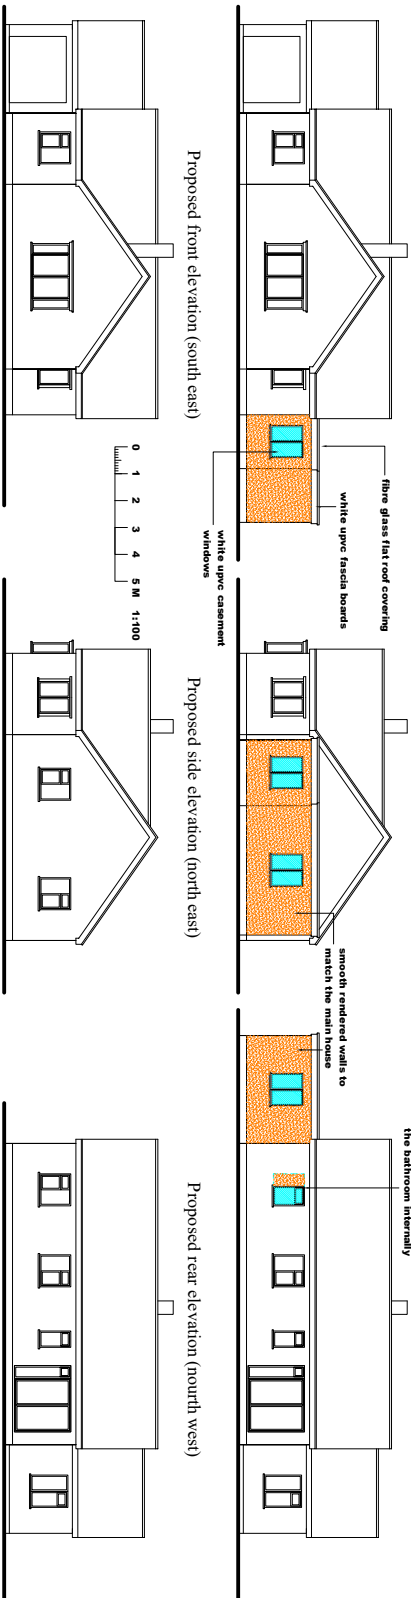 fibre glass flat roof covering
white upvc fascia boards
white upvc casement
windows
smooth rendered walls to
match the main house
the bathroom internally
Proposed front elevation (south east)
Proposed side elevation (north east)
Proposed rear elevation (nourth west)
0 1 2 3 4 5 M 1:100